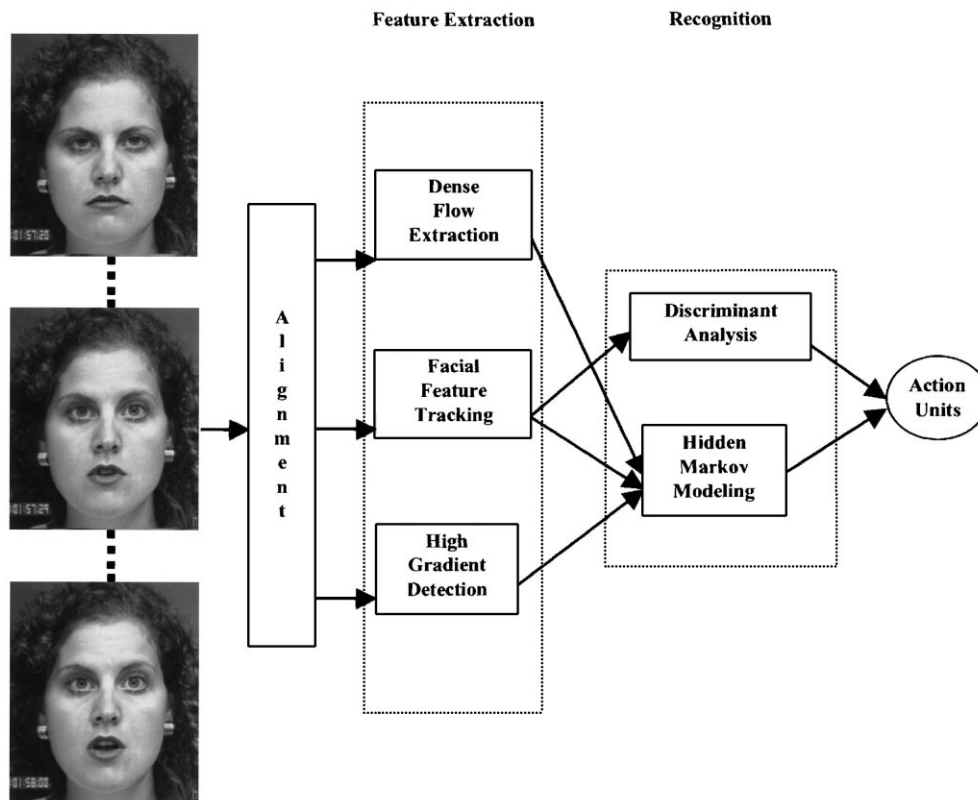 Feature Extraction
Recognition
01:57:20
01:57:29
01:58:00
Alignment
Dense
Flow
Extraction
Facial
Feature
Tracking
High
Gradient
Detection
Discriminant
Analysis
Hidden
Markov
Modeling
Action
Units